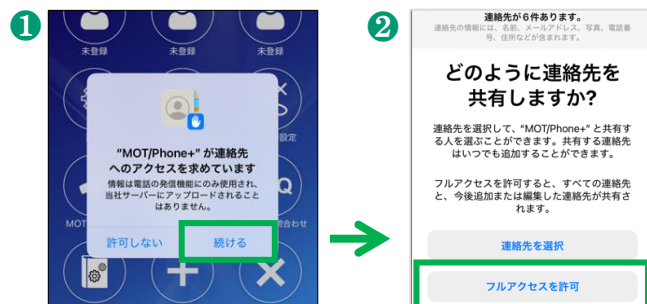 ❶
未登録 未登録 未登録
設定
“MOT/Phone+”が連絡先
へのアクセスを求めています
情報は電話の発信機能にのみ使用され、
当社サーバーにアップロードされること
はありません。
MOT
Q
合わせ
許可しない 続ける
❷
連絡先が6件あります。
連絡先の情報には、名前、メールアドレス、写真、電話番
号、住所などが含まれます。
どのように連絡先を
共有しますか?
連絡先を選択して、“MOT/Phone+”と共有す
る人を選ぶことができます。共有する連絡先
はいつでも追加することができます。
フルアクセスを許可すると、すべての連絡先
と、今後追加または編集した連絡先が共有さ
れます。
連絡先を選択
フルアクセスを許可